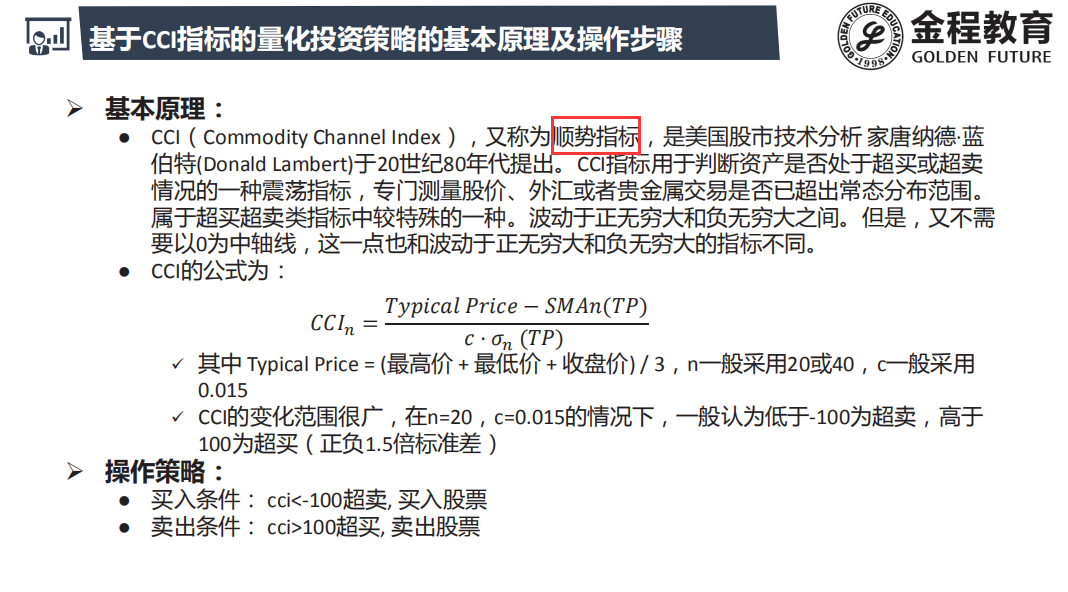 基于CCI指标的量化投资策略的基本原理及操作步骤
GOLDEN FUTURE EDUCATION
·1998·
金程教育
GOLDEN FUTURE
➢ 基本原理：
● CCI（Commodity Channel Index），又称为顺势指标，是美国股市技术分析 家唐纳德·蓝
伯特(Donald Lambert)于20世纪80年代提出。CCI指标用于判断资产是否处于超买或超卖
情况的一种震荡指标，专门测量股价、外汇或者贵金属交易是否已超出常态分布范围。
属于超买超卖类指标中较特殊的一种。波动于正无穷大和负无穷大之间。但是，又不需
要以0为中轴线，这一点也和波动于正无穷大和负无穷大的指标不同。
● CCI的公式为：
CCIₙ = (Typical Price − SMAn(TP)) / (c · σₙ (TP))
✓ 其中 Typical Price = (最高价 + 最低价 + 收盘价) / 3，n一般采用20或40，c一般采用
0.015
✓ CCI的变化范围很广，在n=20，c=0.015的情况下，一般认为低于-100为超卖，高于
100为超买（正负1.5倍标准差）
➢ 操作策略：
● 买入条件： cci<-100超卖, 买入股票
● 卖出条件： cci>100超买, 卖出股票